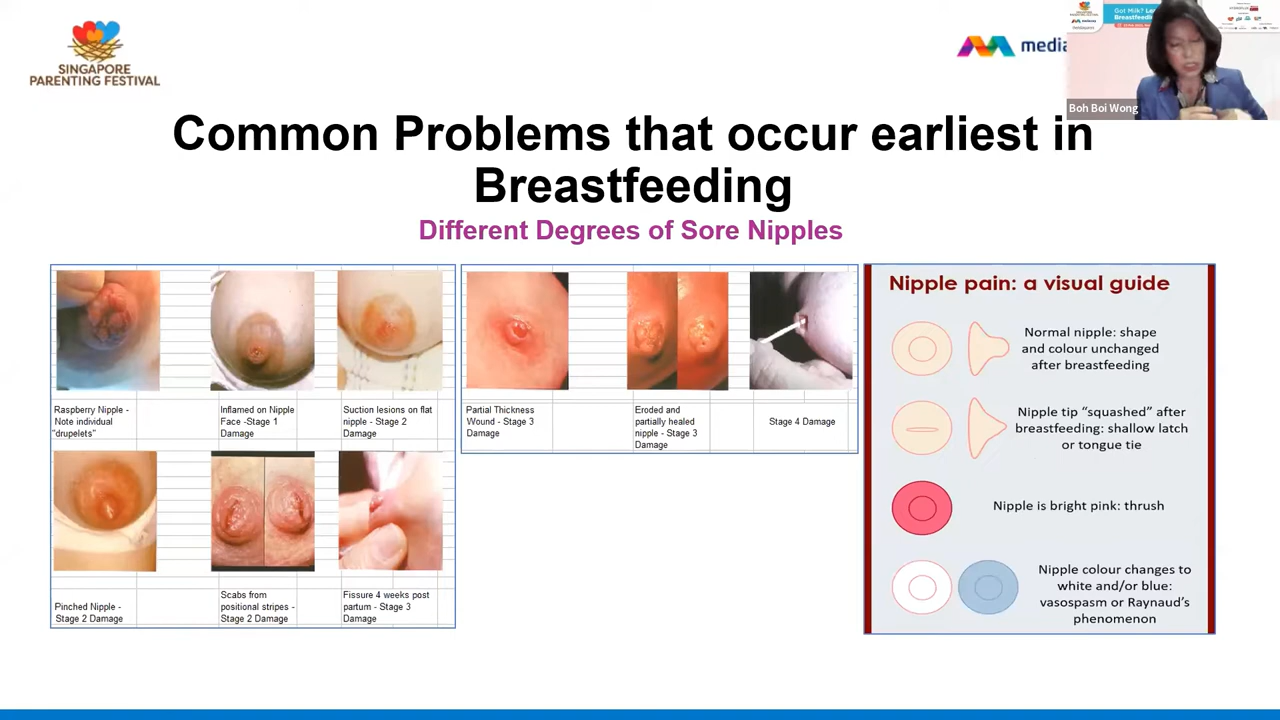 SINGAPORE
PARENTING FESTIVAL
media
Got Milk?
Breastfeeding
Boh Boi Wong
Common Problems that occur earliest in
Breastfeeding
Different Degrees of Sore Nipples
Raspberry Nipple -
Note individual
"drupelets"
Inflamed on Nipple
Face -Stage 1
Damage
Suction lesions on flat
nipple - Stage 2
Damage
Pinched Nipple -
Stage 2 Damage
Scabs from
positional stripes -
Stage 2 Damage
Fissure 4 weeks post
partum - Stage 3
Damage
Partial Thickness
Wound - Stage 3
Damage
Eroded and
partially healed
nipple - Stage 3
Damage
Stage 4 Damage
Nipple pain: a visual guide
Normal nipple: shape
and colour unchanged
after breastfeeding
Nipple tip “squashed” after
breastfeeding: shallow latch
or tongue tie
Nipple is bright pink: thrush
Nipple colour changes to
white and/or blue:
vasospasm or Raynaud’s
phenomenon